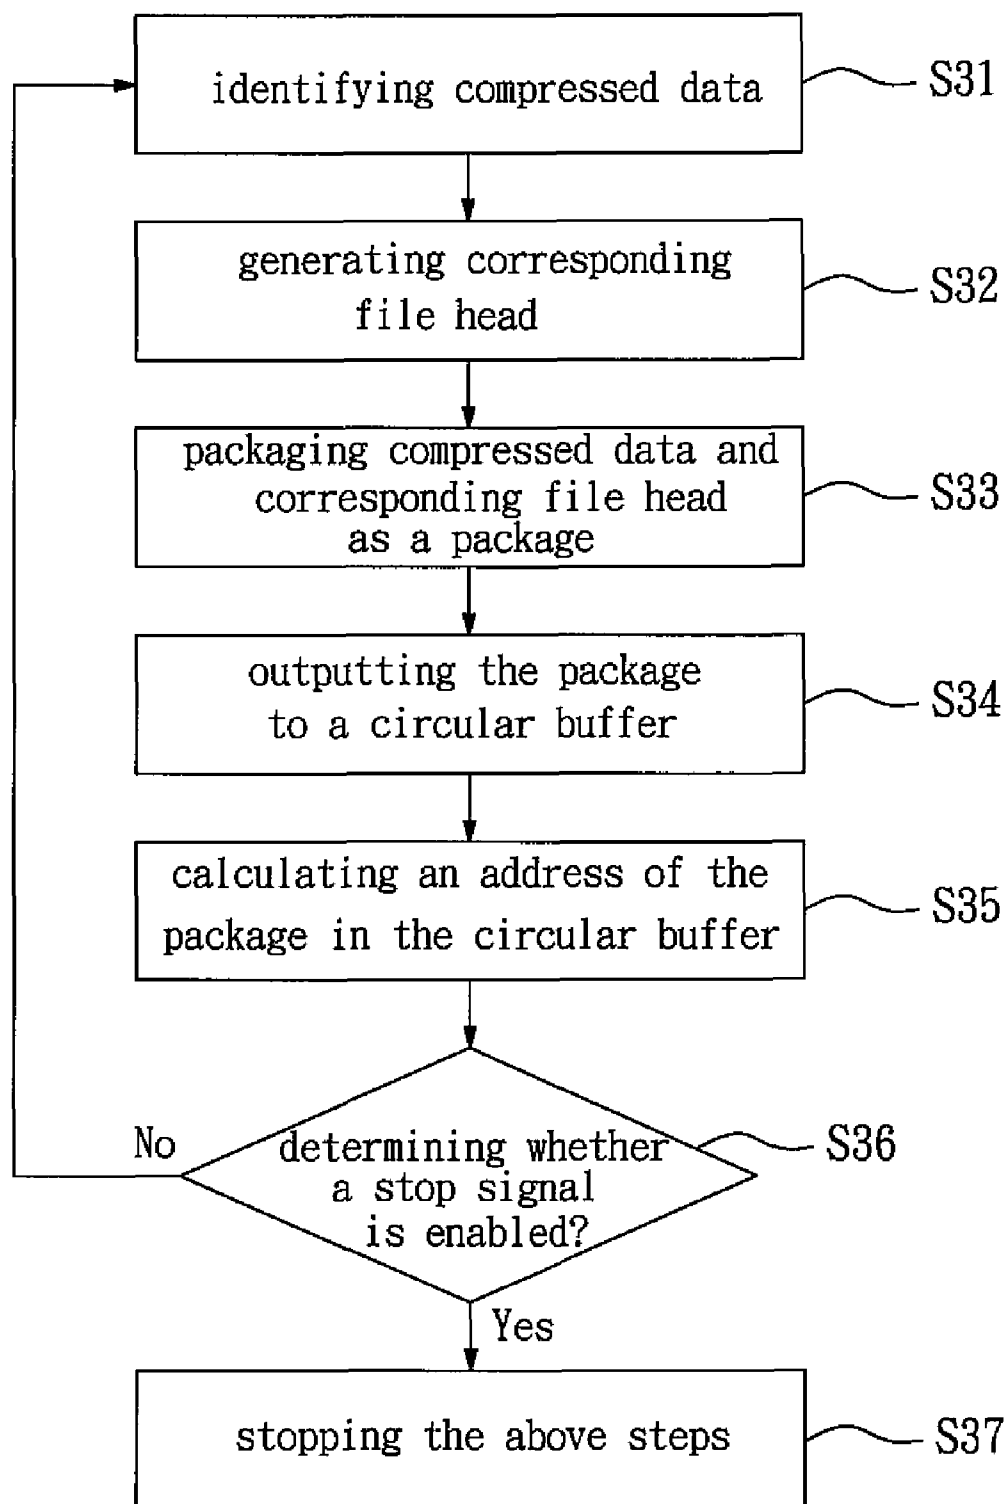 identifying compressed data
S31
generating corresponding
file head
S32
packaging compressed data and
corresponding file head
as a package
S33
outputting the package
to a circular buffer
S34
calculating an address of the
package in the circular buffer
S35
No
determining whether
a stop signal
is enabled?
S36
Yes
stopping the above steps
S37